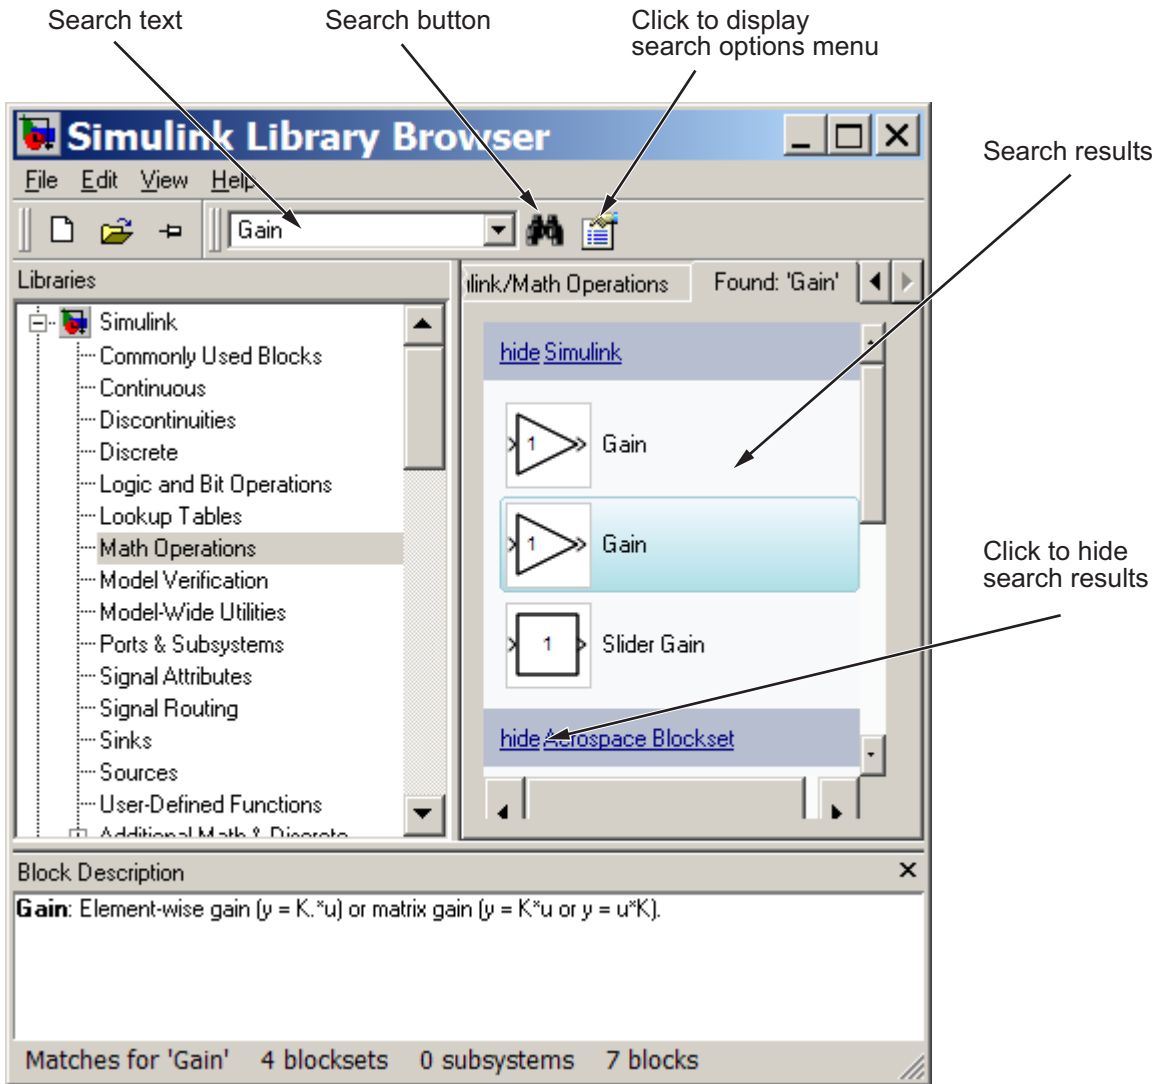 Search text
Search button
Click to display
search options menu
Simulink Library Browser
File Edit View Help
Gain
Search results
Libraries
ılink/Math Operations
Found: 'Gain'
Simulink
Commonly Used Blocks
Continuous
Discontinuities
Discrete
Logic and Bit Operations
Lookup Tables
Math Operations
Model Verification
Model-Wide Utilities
Ports & Subsystems
Signal Attributes
Signal Routing
Sinks
Sources
User-Defined Functions
Additional Math & Discrete
hide Simulink
1
Gain
1
Gain
1
Slider Gain
hide Aerospace Blockset
Click to hide
search results
Block Description
Gain: Element-wise gain (y = K.*u) or matrix gain (y = K*u or y = u*K).
Matches for 'Gain' 4 blocksets 0 subsystems 7 blocks